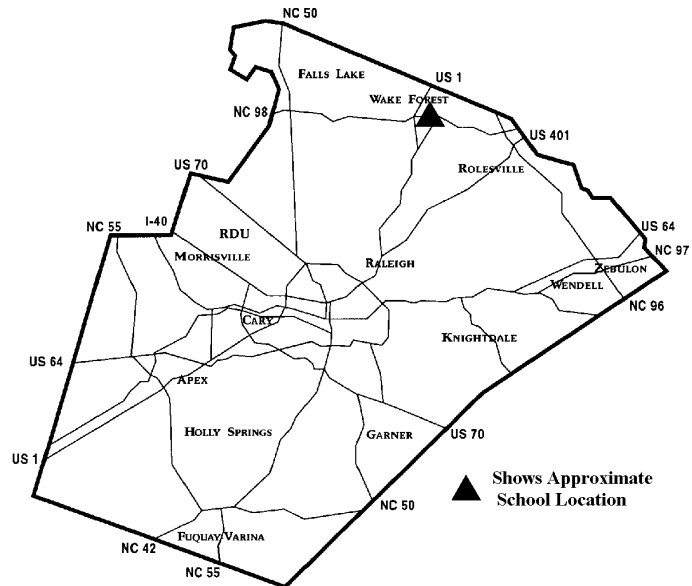 NC 50
FALLS LAKE
US 1
WAKE FOREST
NC 98
US 401
ROLESVILLE
US 70
NC 55
I-40
RDU
MORRISVILLE
RALEIGH
US 64
NC 97
ZEBULON
WENDELL
NC 96
CARY
KNIGHTDALE
US 64
APEX
HOLLY SPRINGS
GARNER
US 70
US 1
Shows Approximate
School Location
NC 50
FUQUAY VARINA
NC 42
NC 55